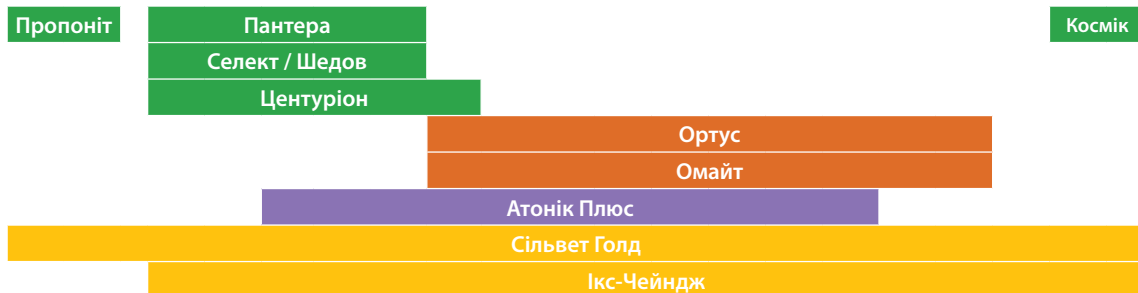 Пропоніт
Пантера
Космік
Селект / Шедов
Центуріон
Ортус
Омайт
Атонік Плюс
Сільвет Голд
Ікс-Чейндж